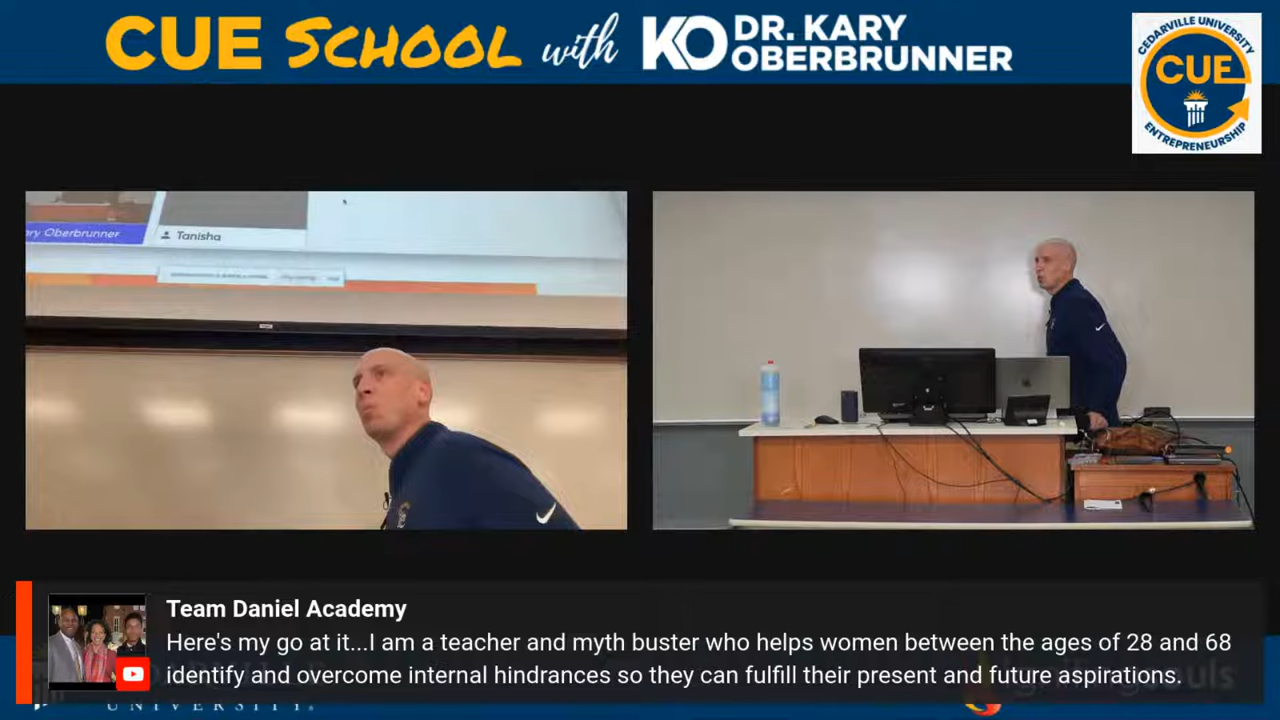 CUE SCHOOL with KO DR. KARY
OBERBRUNNER
CEDARVILLE UNIVERSITY
CUE
ENTREPRENEURSHIP
ary Oberbrunner
Tanisha
Team Daniel Academy
Here's my go at it...I am a teacher and myth buster who helps women between the ages of 28 and 68
identify and overcome internal hindrances so they can fulfill their present and future aspirations.
UNIVERSITY